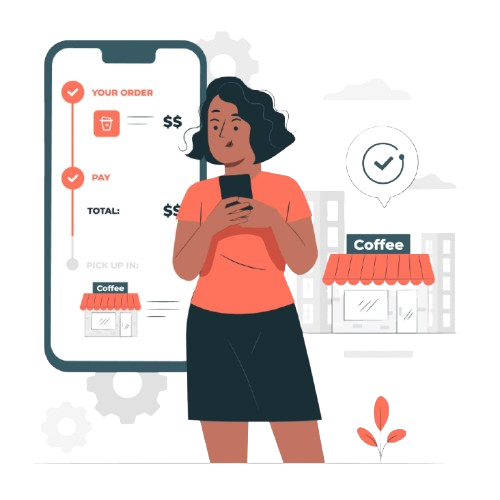 YOUR ORDER
$$
PAY
TOTAL:
$$
PICK UP IN:
Coffee
Coffee